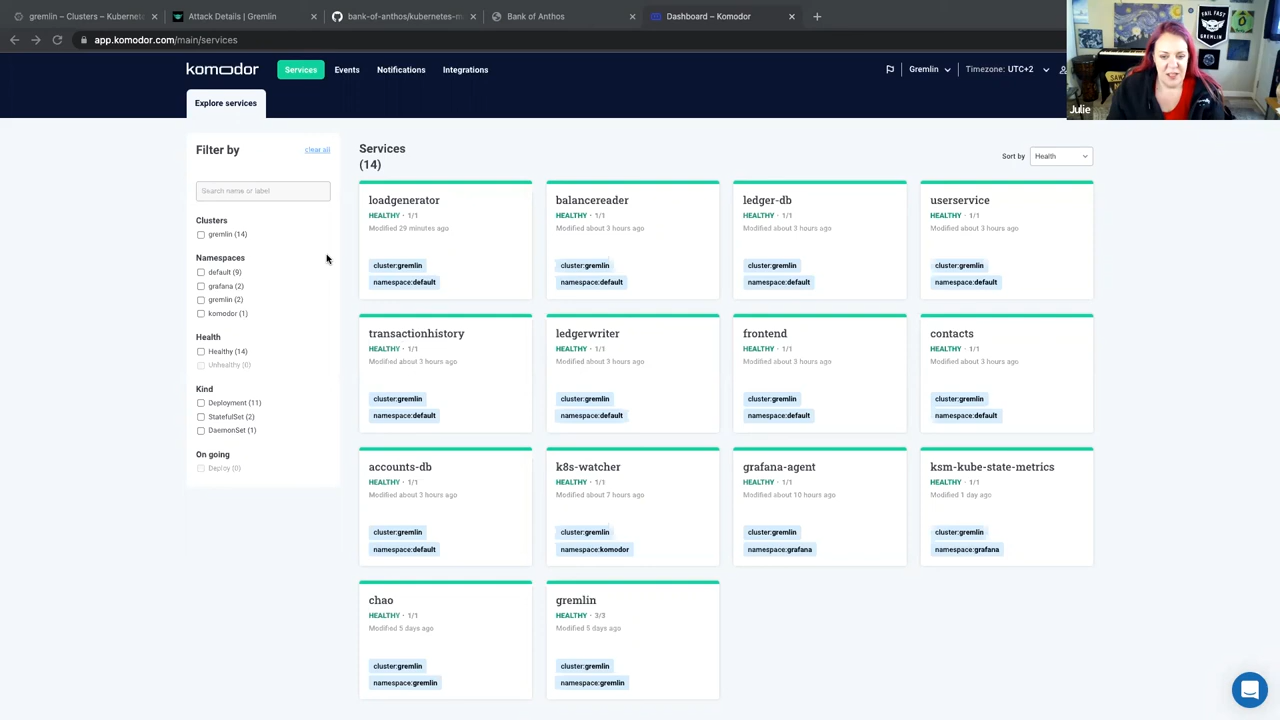 gremlin – Clusters – Kubernetes
Attack Details | Gremlin
bank-of-anthos/kubernetes-m
Bank of Anthos
Dashboard – Komodor
app.komodor.com/main/services
komodor
Services
Events
Notifications
Gremlin
Timezone: UTC+2
FAIL FAST
GREMLIN
Julie
Explore services
Filter by
clear all
Search name or label
Clusters
gremlin (14)
Namespaces
default (9)
grafana (2)
gremlin (2)
komodor (1)
Health
Healthy (14)
Unhealthy (0)
Kind
Deployment (11)
StatefulSet (2)
DaemonSet (1)
On going
Deploy (0)
Services
(14)
Sort by
Health
loadgenerator
HEALTHY · 1/1
Modified 29 minutes ago
cluster:gremlin
namespace:default
balancereader
HEALTHY · 1/1
Modified about 3 hours ago
cluster:gremlin
namespace:default
ledger-db
HEALTHY · 1/1
Modified about 3 hours ago
cluster:gremlin
namespace:default
userservice
HEALTHY · 1/1
Modified about 3 hours ago
cluster:gremlin
namespace:default
transactionhistory
HEALTHY · 1/1
Modified about 3 hours ago
cluster:gremlin
namespace:default
ledgerwriter
HEALTHY · 1/1
Modified about 3 hours ago
cluster:gremlin
namespace:default
frontend
HEALTHY · 1/1
Modified about 3 hours ago
cluster:gremlin
namespace:default
contacts
HEALTHY · 1/1
Modified about 3 hours ago
cluster:gremlin
namespace:default
accounts-db
HEALTHY · 1/1
Modified about 3 hours ago
cluster:gremlin
namespace:default
k8s-watcher
HEALTHY · 1/1
Modified about 7 hours ago
cluster:gremlin
namespace:komodor
grafana-agent
HEALTHY · 1/1
Modified about 10 hours ago
cluster:gremlin
namespace:grafana
ksm-kube-state-metrics
HEALTHY · 1/1
Modified 1 day ago
cluster:gremlin
namespace:grafana
chao
HEALTHY · 1/1
Modified 5 days ago
cluster:gremlin
namespace:gremlin
gremlin
HEALTHY · 3/3
Modified 5 days ago
cluster:gremlin
namespace:gremlin